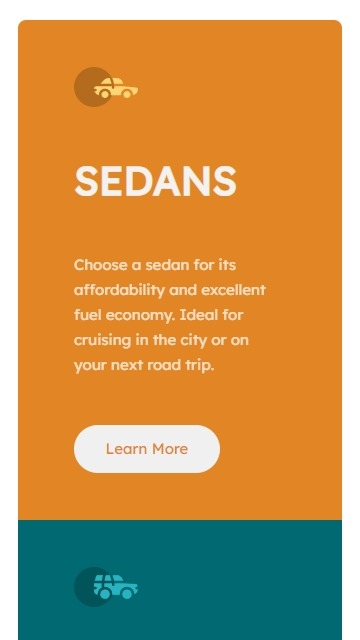 SEDANS
Choose a sedan for its
affordability and excellent
fuel economy. Ideal for
cruising in the city or on
your next road trip.
Learn More